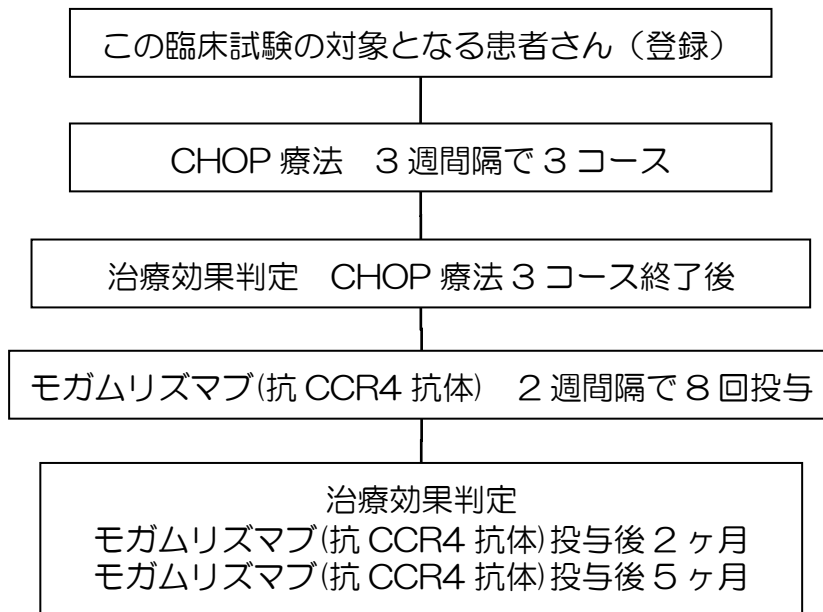 この臨床試験の対象となる患者さん（登録）
CHOP 療法　3 週間隔で 3 コース
治療効果判定　CHOP 療法 3 コース終了後
モガムリズマブ(抗 CCR4 抗体)　2 週間隔で 8 回投与
治療効果判定
モガムリズマブ(抗 CCR4 抗体)投与後 2 ヶ月
モガムリズマブ(抗 CCR4 抗体)投与後 5 ヶ月